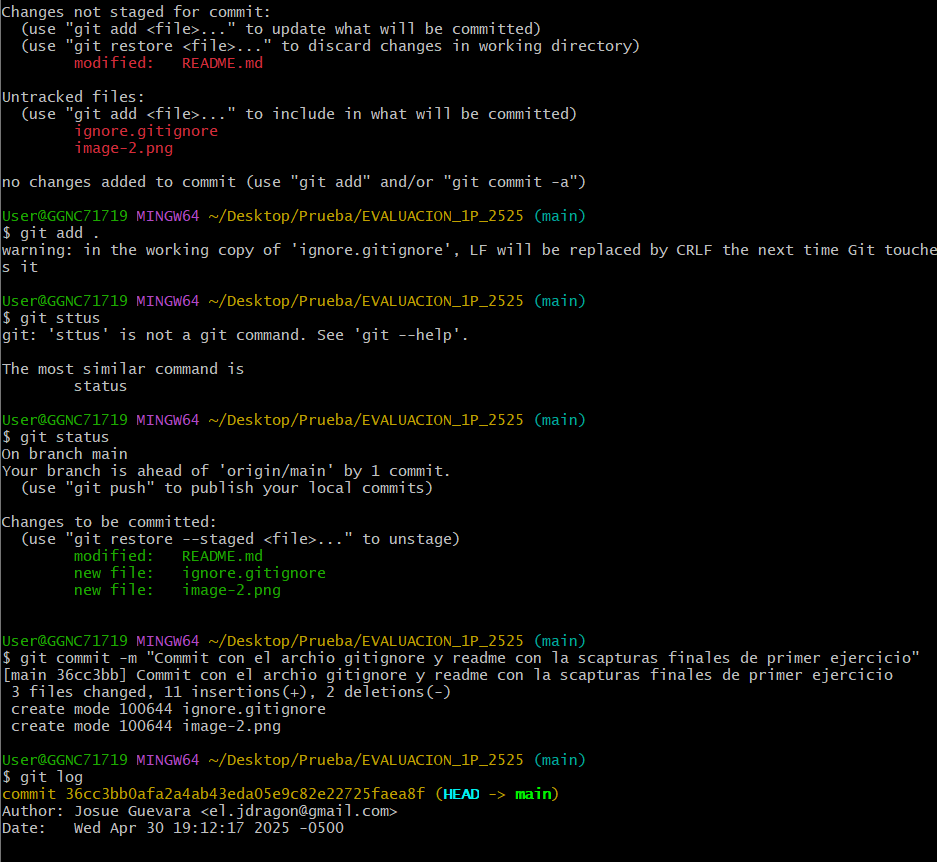 Changes not staged for commit:
  (use "git add <file>..." to update what will be committed)
  (use "git restore <file>..." to discard changes in working directory)
        modified:   README.md

Untracked files:
  (use "git add <file>..." to include in what will be committed)
        ignore.gitignore
        image-2.png

no changes added to commit (use "git add" and/or "git commit -a")

User@GGNC71719 MINGW64 ~/Desktop/Prueba/EVALUACION_1P_2525 (main)
$ git add .
warning: in the working copy of 'ignore.gitignore', LF will be replaced by CRLF the next time Git touche
s it

User@GGNC71719 MINGW64 ~/Desktop/Prueba/EVALUACION_1P_2525 (main)
$ git sttus
git: 'sttus' is not a git command. See 'git --help'.

The most similar command is
        status

User@GGNC71719 MINGW64 ~/Desktop/Prueba/EVALUACION_1P_2525 (main)
$ git status
On branch main
Your branch is ahead of 'origin/main' by 1 commit.
  (use "git push" to publish your local commits)

Changes to be committed:
  (use "git restore --staged <file>..." to unstage)
        modified:   README.md
        new file:   ignore.gitignore
        new file:   image-2.png


User@GGNC71719 MINGW64 ~/Desktop/Prueba/EVALUACION_1P_2525 (main)
$ git commit -m "Commit con el archio gitignore y readme con la scapturas finales de primer ejercicio"
[main 36cc3bb] Commit con el archio gitignore y readme con la scapturas finales de primer ejercicio
 3 files changed, 11 insertions(+), 2 deletions(-)
 create mode 100644 ignore.gitignore
 create mode 100644 image-2.png

User@GGNC71719 MINGW64 ~/Desktop/Prueba/EVALUACION_1P_2525 (main)
$ git log
commit 36cc3bb0afa2a4ab43eda05e9c82e22725faea8f (HEAD -> main)
Author: Josue Guevara <el.jdragon@gmail.com>
Date:   Wed Apr 30 19:12:17 2025 -0500